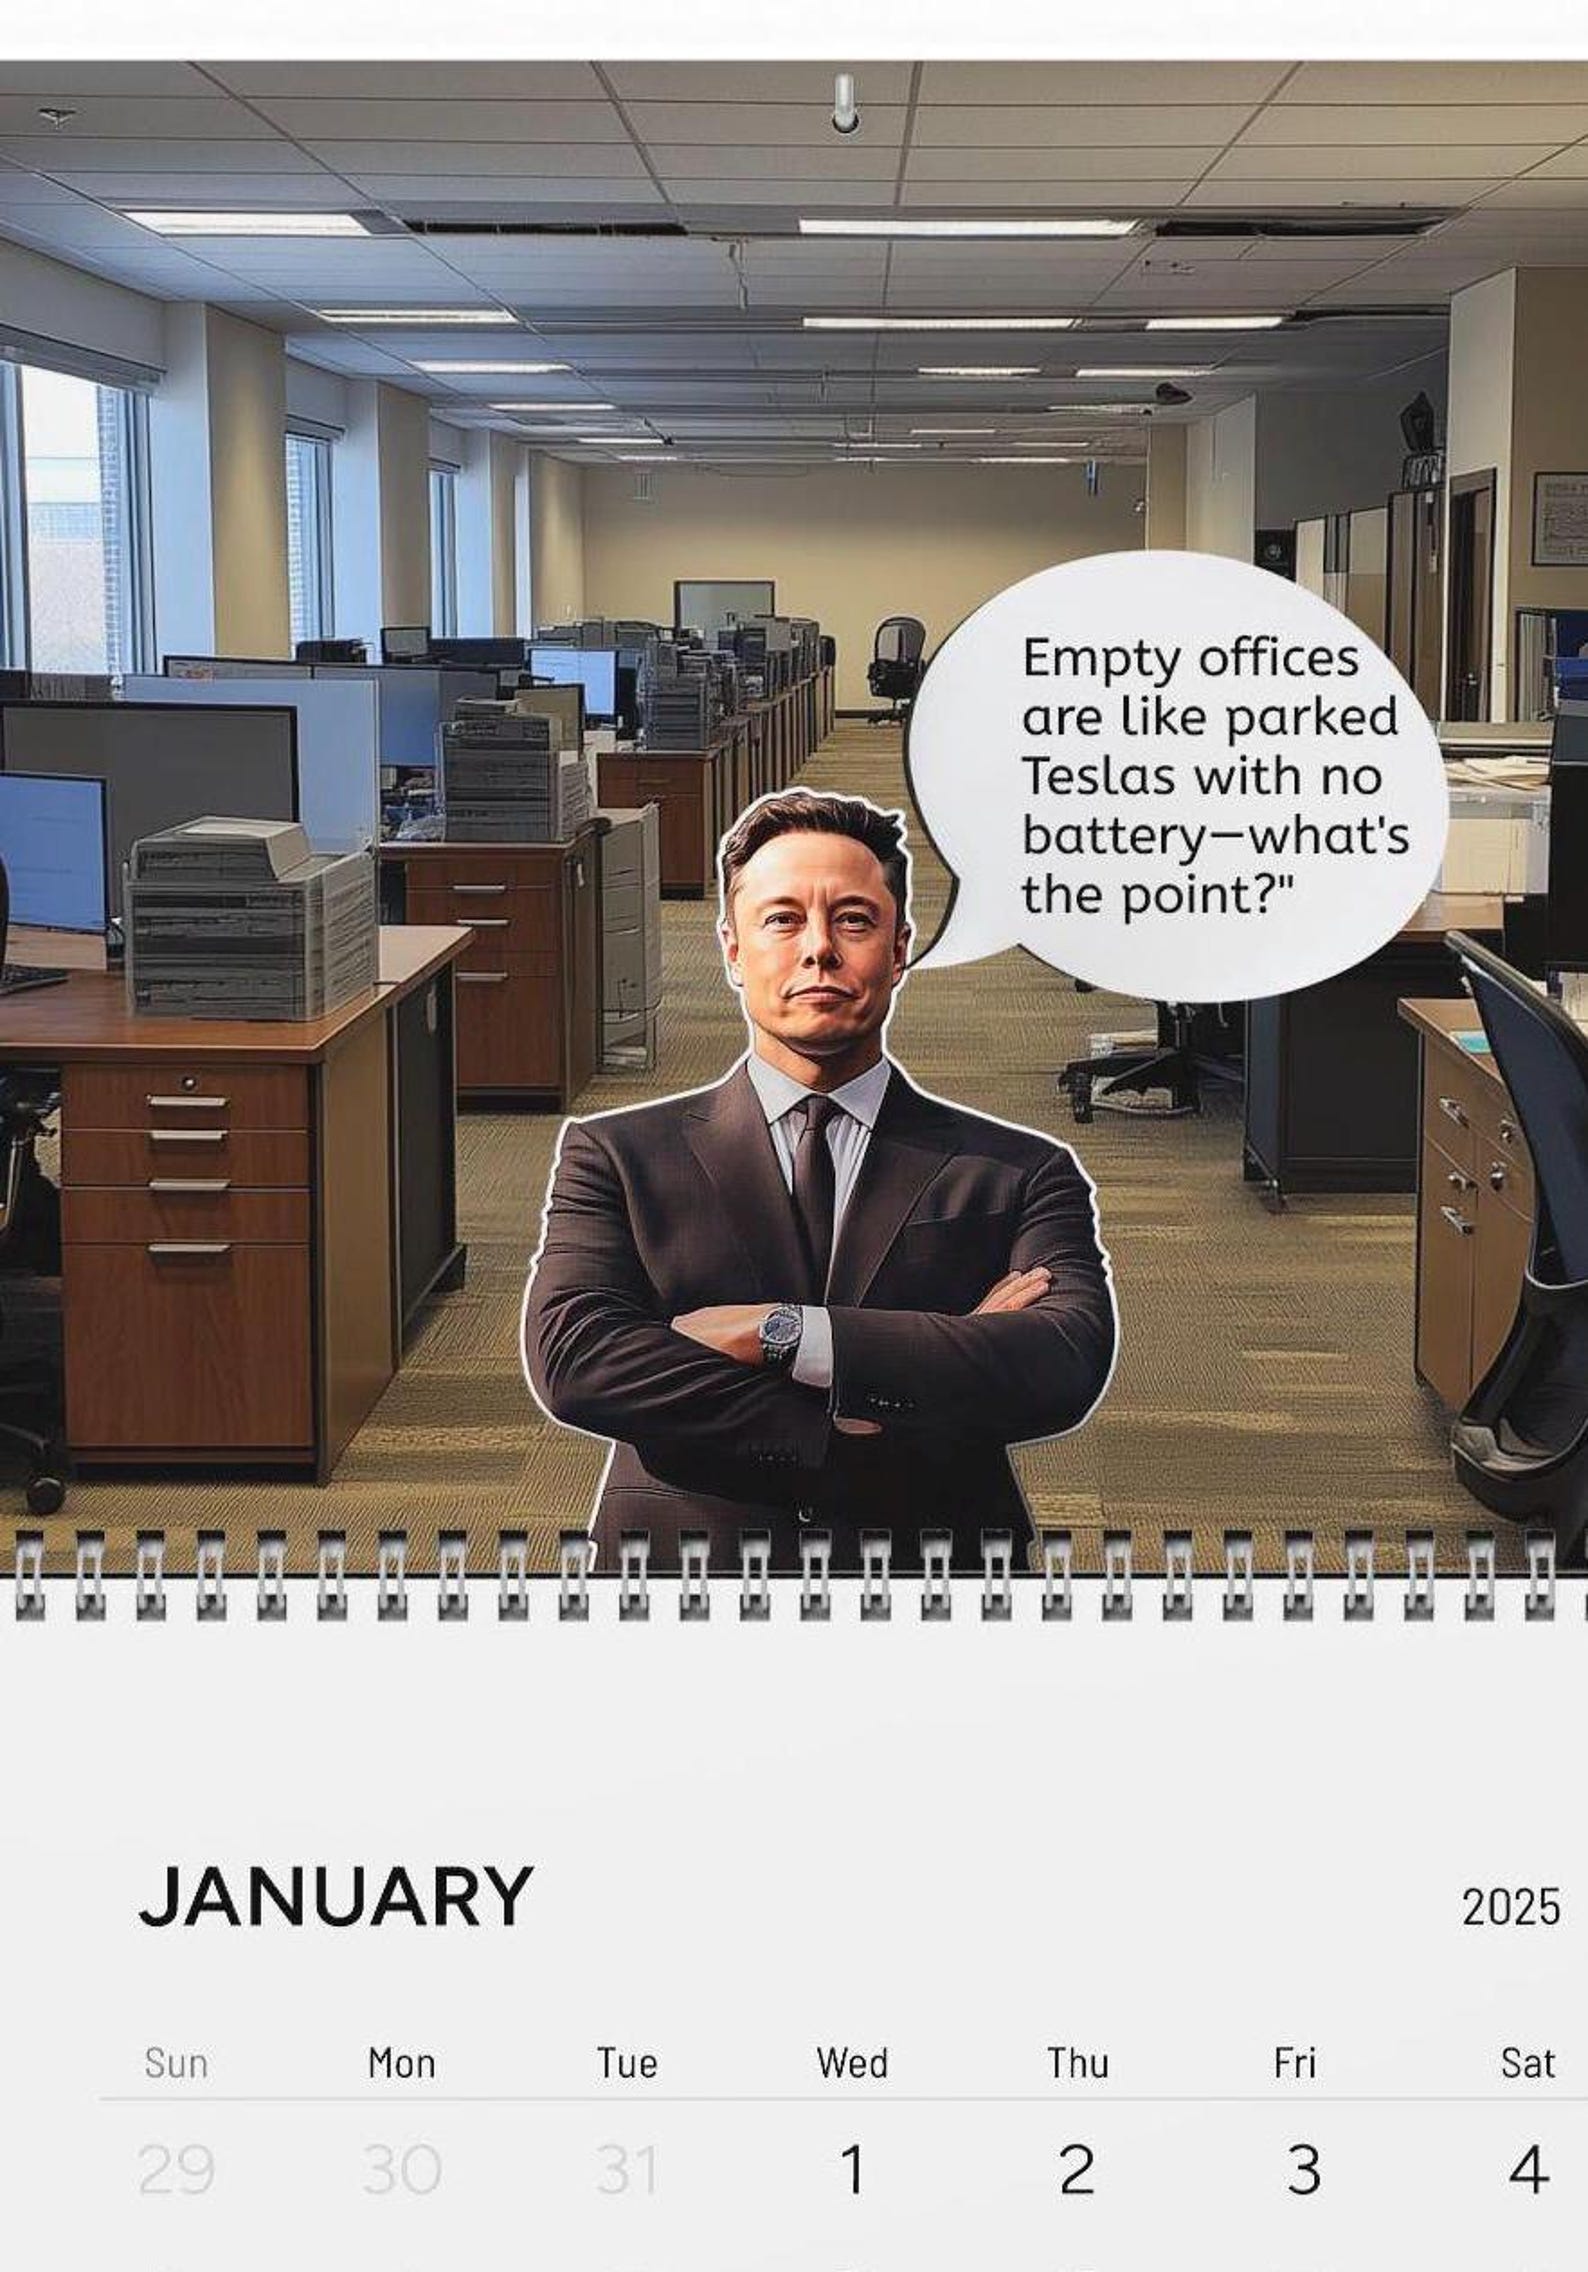 Empty offices
are like parked
Teslas with no
battery—what's
the point?"
JANUARY
2025
Sun Mon Tue Wed Thu Fri Sat
29 30 31 1 2 3 4